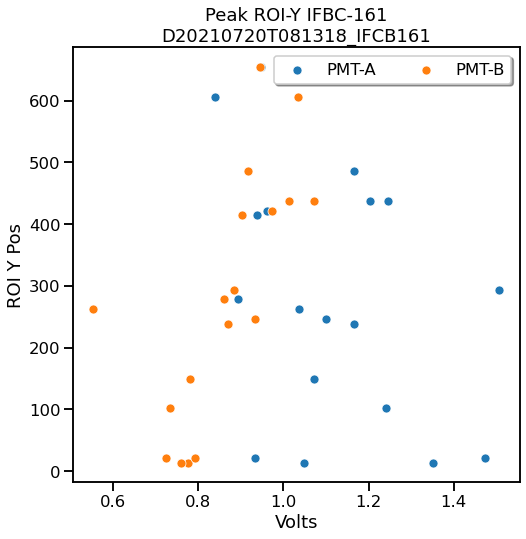 Peak ROI-Y IFBC-161
D20210720T081318_IFCB161
PMT-A PMT-B
600
500
400
300
200
100
0
ROI Y Pos
0.6 0.8 1.0 1.2 1.4
Volts